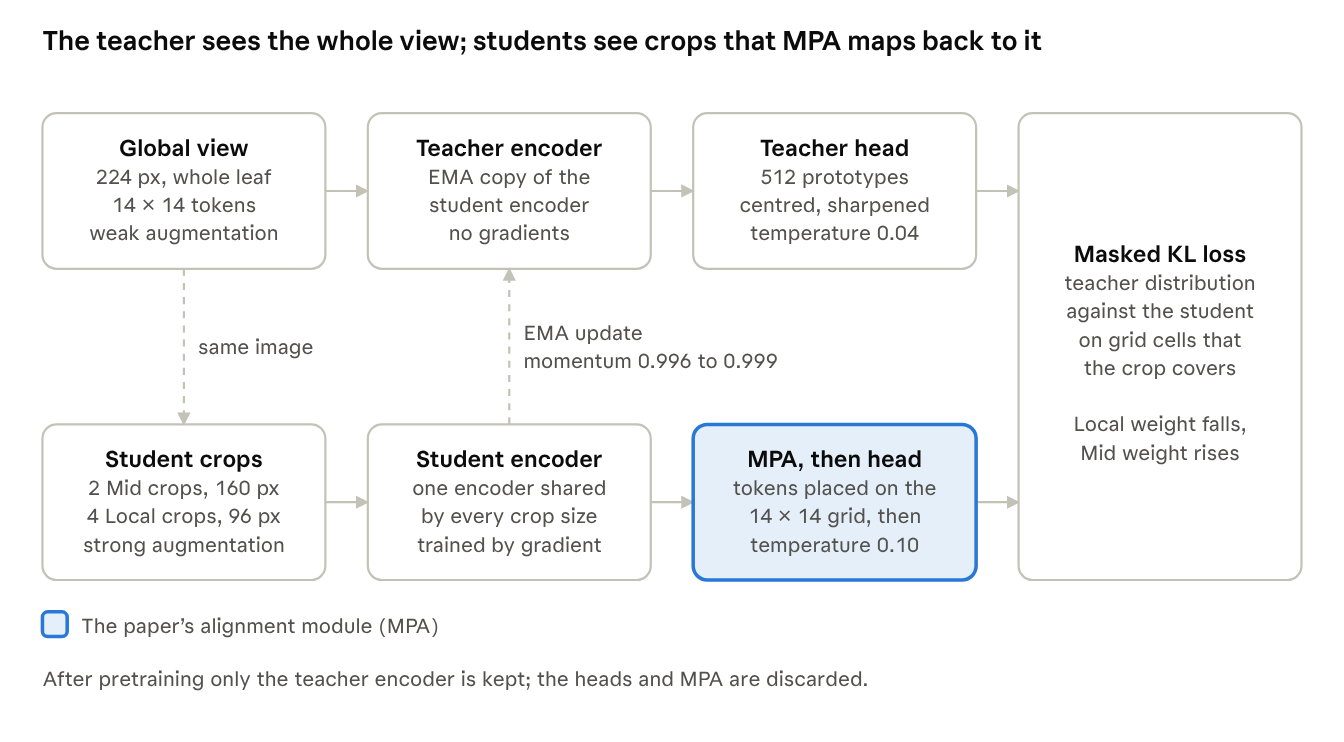 The teacher sees the whole view; students see crops that MPA maps back to it
Global view
224 px, whole leaf
14 × 14 tokens
weak augmentation
Teacher encoder
EMA copy of the
student encoder
no gradients
Teacher head
512 prototypes
centred, sharpened
temperature 0.04
Masked KL loss
teacher distribution
against the student
on grid cells that
the crop covers
Local weight falls,
Mid weight rises
same image
EMA update
momentum 0.996 to 0.999
Student crops
2 Mid crops, 160 px
4 Local crops, 96 px
strong augmentation
Student encoder
one encoder shared
by every crop size
trained by gradient
MPA, then head
tokens placed on the
14 × 14 grid, then
temperature 0.10
The paper’s alignment module (MPA)
After pretraining only the teacher encoder is kept; the heads and MPA are discarded.